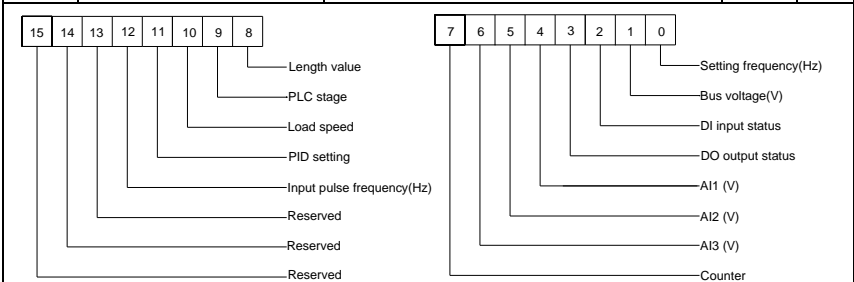 15 14 13 12 11 10 9 8
Length value
PLC stage
Load speed
PID setting
Input pulse frequency(Hz)
Reserved
Reserved
Reserved
7 6 5 4 3 2 1 0
Setting frequency(Hz)
Bus voltage(V)
DI input status
DO output status
AI1 (V)
AI2 (V)
AI3 (V)
Counter